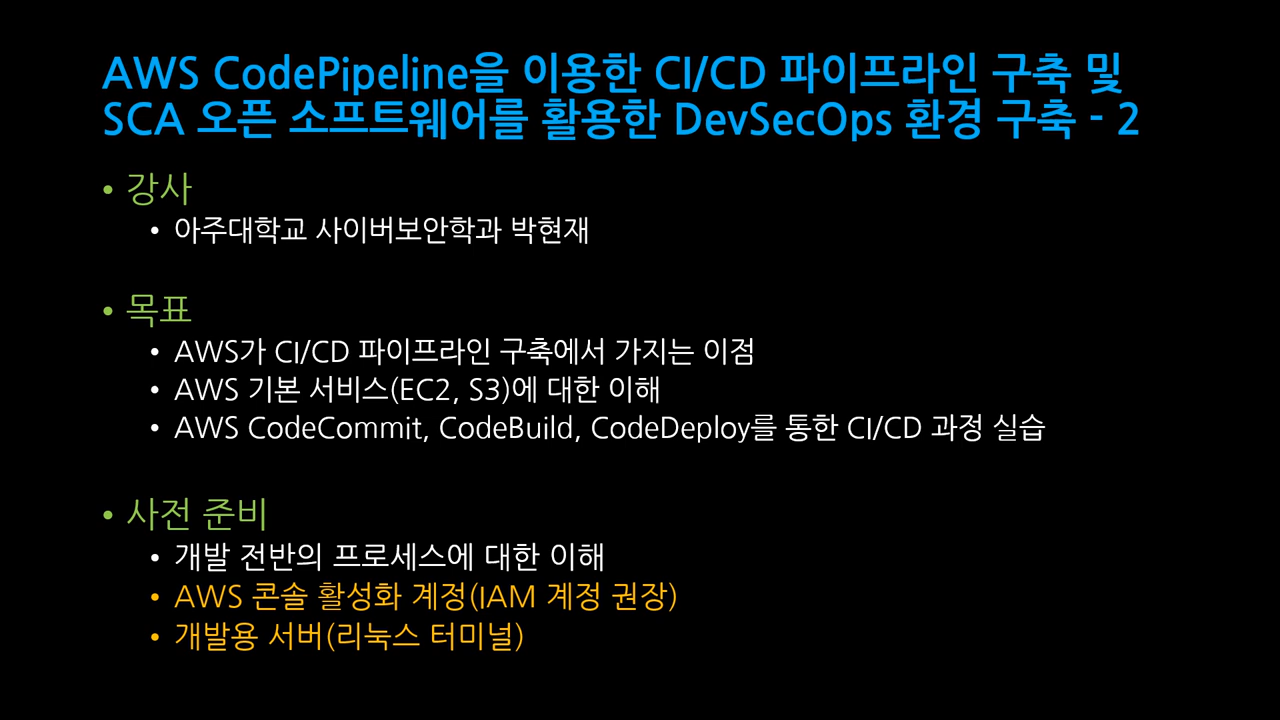 AWS CodePipeline을 이용한 CI/CD 파이프라인 구축 및
SCA 오픈 소프트웨어를 활용한 DevSecOps 환경 구축 - 2
• 강사
• 아주대학교 사이버보안학과 박현재
• 목표
• AWS가 CI/CD 파이프라인 구축에서 가지는 이점
• AWS 기본 서비스(EC2, S3)에 대한 이해
• AWS CodeCommit, CodeBuild, CodeDeploy를 통한 CI/CD 과정 실습
• 사전 준비
• 개발 전반의 프로세스에 대한 이해
• AWS 콘솔 활성화 계정(IAM 계정 권장)
• 개발용 서버(리눅스 터미널)